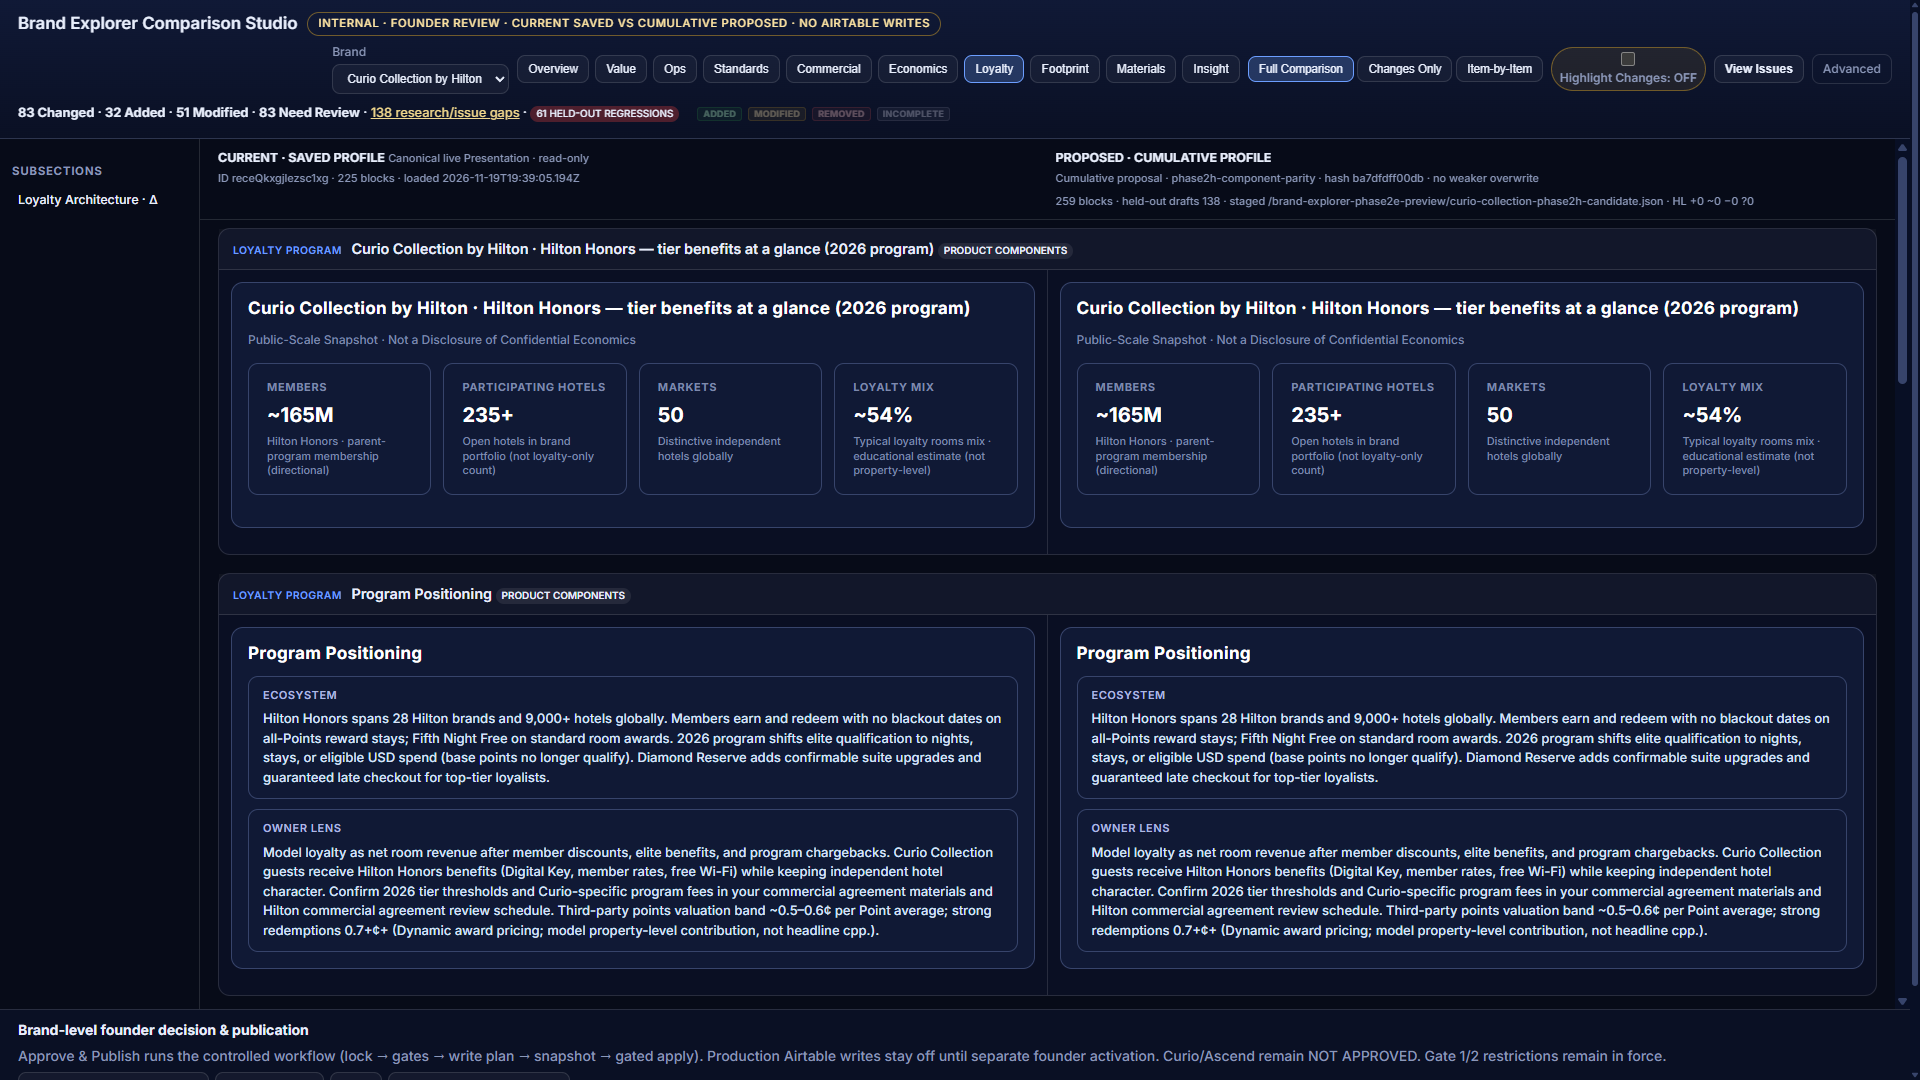 Brand Explorer Comparison Studio
INTERNAL · FOUNDER REVIEW · CURRENT SAVED VS CUMULATIVE PROPOSED · NO AIRTABLE WRITES
Brand
Curio Collection by Hilton
Overview
Value
Ops
Standards
Commercial
Economics
Loyalty
Footprint
Materials
Insight
Full Comparison
Changes Only
Item-by-Item
Highlight Changes: OFF
View Issues
Advanced
83 Changed · 32 Added · 51 Modified · 83 Need Review · 138 research/issue gaps · 61 HELD-OUT REGRESSIONS
ADDED
MODIFIED
REMOVED
INCOMPLETE
SUBSECTIONS
Loyalty Architecture · Δ
CURRENT · SAVED PROFILE Canonical live Presentation · read-only
ID receQkxgjlezsc1xg · 225 blocks · loaded 2026-11-19T19:39:05.194Z
PROPOSED · CUMULATIVE PROFILE
Cumulative proposal · phase2h-component-parity · hash ba7dfdff00db · no weaker overwrite
259 blocks · held-out drafts 138 · staged /brand-explorer-phase2e-preview/curio-collection-phase2h-candidate.json · HL +0 ~0 −0 ?0
LOYALTY PROGRAM Curio Collection by Hilton · Hilton Honors — tier benefits at a glance (2026 program) PRODUCT COMPONENTS
Curio Collection by Hilton · Hilton Honors — tier benefits at a glance (2026 program)
Public-Scale Snapshot · Not a Disclosure of Confidential Economics
MEMBERS
~165M
Hilton Honors · parent-
program membership
(directional)
PARTICIPATING HOTELS
235+
Open hotels in brand
portfolio (not loyalty-only
count)
MARKETS
50
Distinctive independent
hotels globally
LOYALTY MIX
~54%
Typical loyalty rooms mix ·
educational estimate (not
property-level)
Curio Collection by Hilton · Hilton Honors — tier benefits at a glance (2026 program)
Public-Scale Snapshot · Not a Disclosure of Confidential Economics
MEMBERS
~165M
Hilton Honors · parent-
program membership
(directional)
PARTICIPATING HOTELS
235+
Open hotels in brand
portfolio (not loyalty-only
count)
MARKETS
50
Distinctive independent
hotels globally
LOYALTY MIX
~54%
Typical loyalty rooms mix ·
educational estimate (not
property-level)
LOYALTY PROGRAM Program Positioning PRODUCT COMPONENTS
Program Positioning
ECOSYSTEM
Hilton Honors spans 28 Hilton brands and 9,000+ hotels globally. Members earn and redeem with no blackout dates on
all-Points reward stays; Fifth Night Free on standard room awards. 2026 program shifts elite qualification to nights,
stays, or eligible USD spend (base points no longer qualify). Diamond Reserve adds confirmable suite upgrades and
guaranteed late checkout for top-tier loyalists.
OWNER LENS
Model loyalty as net room revenue after member discounts, elite benefits, and program chargebacks. Curio Collection
guests receive Hilton Honors benefits (Digital Key, member rates, free Wi-Fi) while keeping independent hotel
character. Confirm 2026 tier thresholds and Curio-specific program fees in your commercial agreement materials and
Hilton commercial agreement review schedule. Third-party points valuation band ~0.5–0.6¢ per Point average; strong
redemptions 0.7+¢+ (Dynamic award pricing; model property-level contribution, not headline cpp.).
Program Positioning
ECOSYSTEM
Hilton Honors spans 28 Hilton brands and 9,000+ hotels globally. Members earn and redeem with no blackout dates on
all-Points reward stays; Fifth Night Free on standard room awards. 2026 program shifts elite qualification to nights,
stays, or eligible USD spend (base points no longer qualify). Diamond Reserve adds confirmable suite upgrades and
guaranteed late checkout for top-tier loyalists.
OWNER LENS
Model loyalty as net room revenue after member discounts, elite benefits, and program chargebacks. Curio Collection
guests receive Hilton Honors benefits (Digital Key, member rates, free Wi-Fi) while keeping independent hotel
character. Confirm 2026 tier thresholds and Curio-specific program fees in your commercial agreement materials and
Hilton commercial agreement review schedule. Third-party points valuation band ~0.5–0.6¢ per Point average; strong
redemptions 0.7+¢+ (Dynamic award pricing; model property-level contribution, not headline cpp.).
Brand-level founder decision & publication
Approve & Publish runs the controlled workflow (lock → gates → write plan → snapshot → gated apply). Production Airtable writes stay off until separate founder activation. Curio/Ascend remain NOT APPROVED. Gate 1/2 restrictions remain in force.